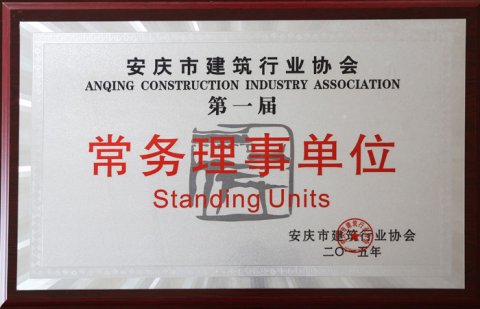 安庆市建筑行业协会
ANQING CONSTRUCTION INDUSTRY ASSOCIATION
第一届
常务理事单位
Standing Units
安庆市建筑行业协会
二〇一五年